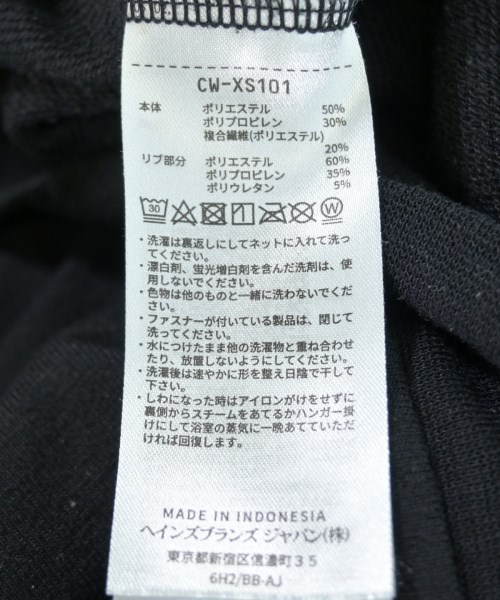 CW-XS101
本体 ポリエステル 50%
ポリプロピレン 30%
複合繊維(ポリエステル)
20%
リブ部分 ポリエステル 60%
ポリプロピレン 35%
ポリウレタン 5%
30 W
・洗濯は裏返しにしてネットに入れて洗っ
てください。
・漂白剤、蛍光増白剤を含んだ洗剤は、使
用しないでください。
・色物は他のものと一緒に洗わないでくだ
さい。
・ファスナーが付いている製品は、閉じて
洗ってください。
・水につけたまま他の洗濯物と重ね合わせ
たり、放置しないようにしてください。
・洗濯後は速やかに形を整え日陰で干して
下さい。
・しわになった時はアイロンがけをせずに
裏側からスチームをあてるかハンガー掛
けにして浴室の蒸気に一晩あてていただ
ければ回復します。
MADE IN INDONESIA
ヘインズブランズ ジャパン(株)
東京都新宿区信濃町35
6H2/BB-AJ